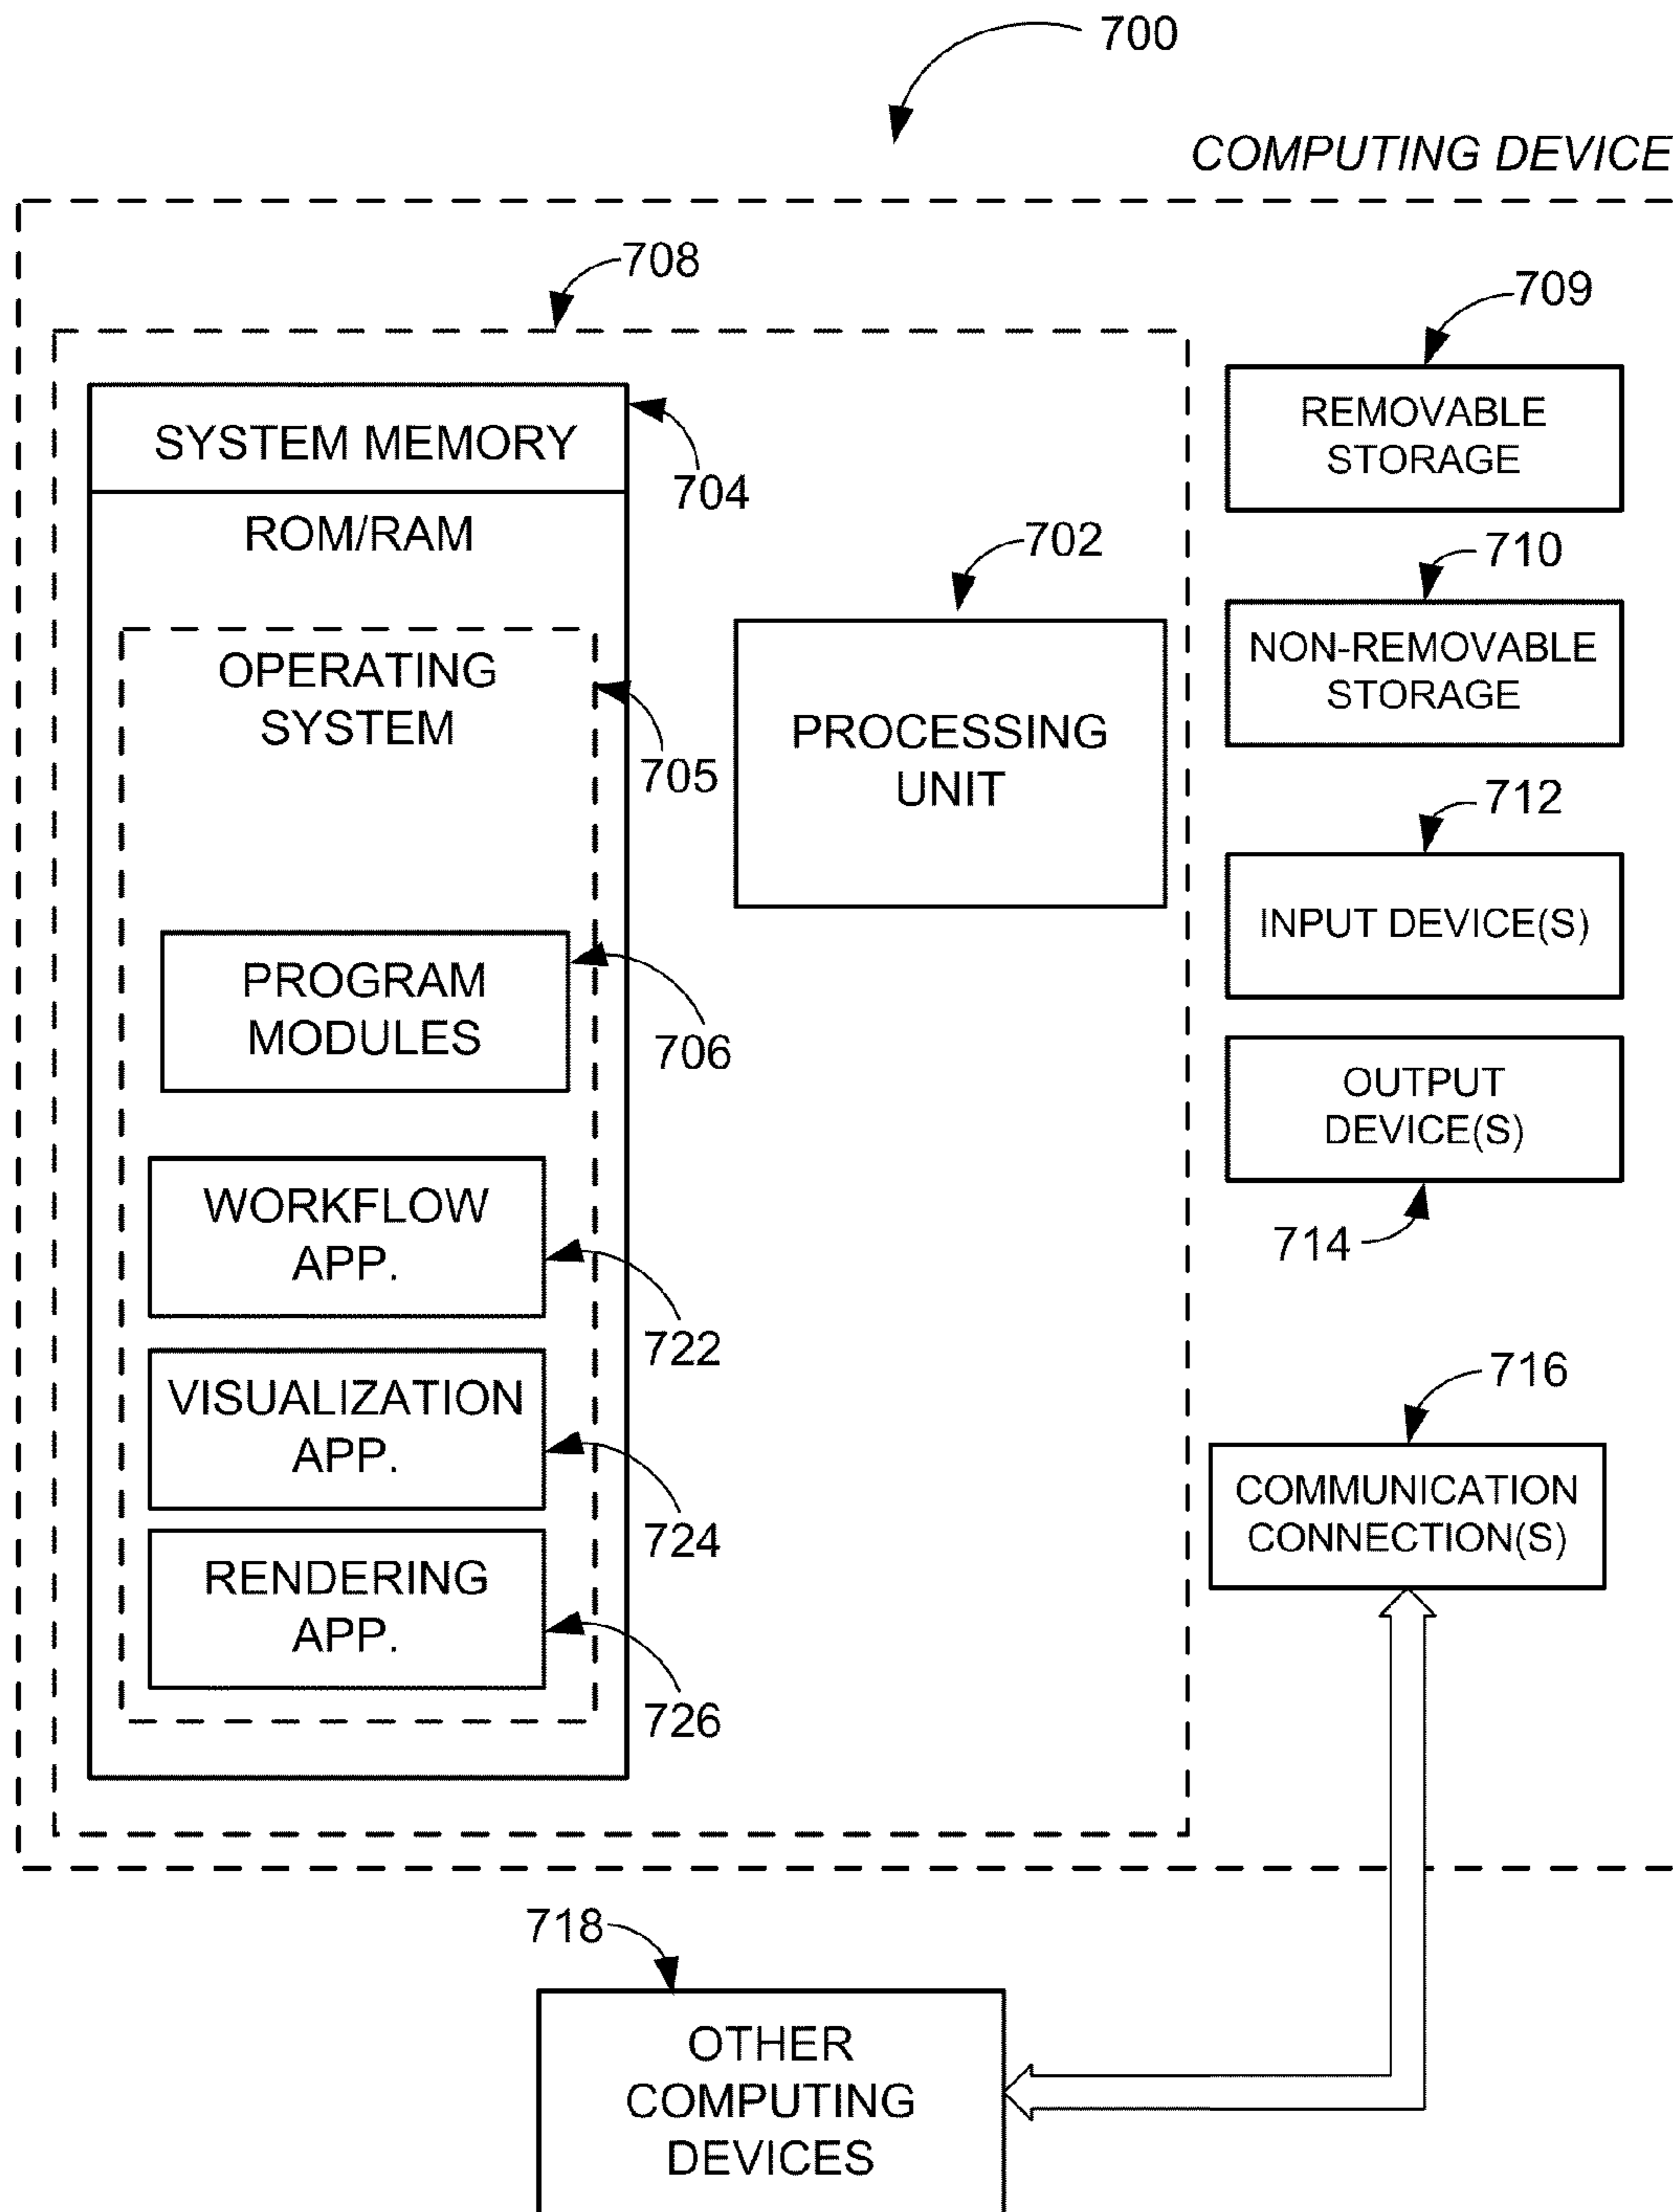 700
COMPUTING DEVICE
708
709
SYSTEM MEMORY
704
ROM/RAM
REMOVABLE
STORAGE
702
710
OPERATING
SYSTEM
705
PROCESSING
UNIT
NON-REMOVABLE
STORAGE
712
INPUT DEVICE(S)
PROGRAM
MODULES
706
OUTPUT
DEVICE(S)
714
WORKFLOW
APP.
722
VISUALIZATION
APP.
724
716
COMMUNICATION
CONNECTION(S)
RENDERING
APP.
726
718
OTHER
COMPUTING
DEVICES